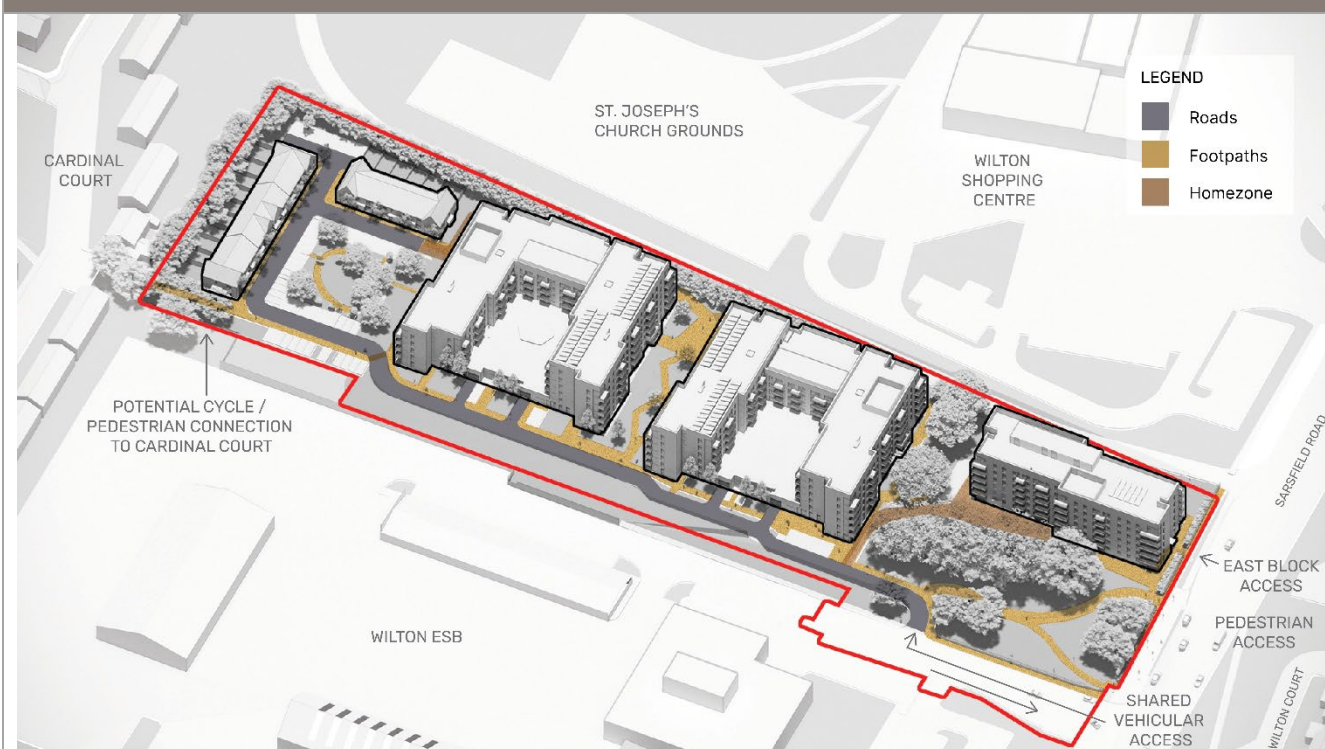 LEGEND
Roads
Footpaths
Homezone
ST. JOSEPH'S
CHURCH GROUNDS
WILTON
SHOPPING
CENTRE
CARDINAL
COURT
POTENTIAL CYCLE /
PEDESTRIAN CONNECTION
TO CARDINAL COURT
SARSFIELD ROAD
EAST BLOCK
ACCESS
PEDESTRIAN
ACCESS
WILTON ESB
SHARED
VEHICULAR
ACCESS
WILTON COURT